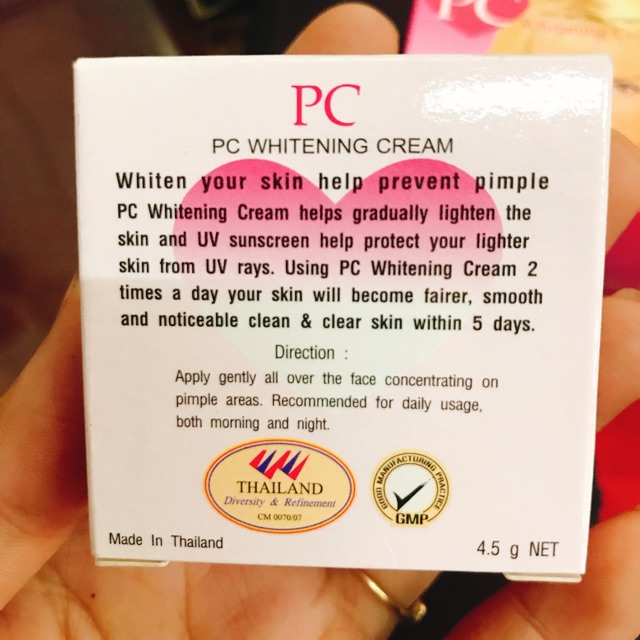 PC
PC
PC WHITENING CREAM
Whiten your skin help prevent pimple
PC Whitening Cream helps gradually lighten the
skin and UV sunscreen help protect your lighter
skin from UV rays. Using PC Whitening Cream 2
times a day your skin will become fairer, smooth
and noticeable clean & clear skin within 5 days.
Direction :
Apply gently all over the face concentrating on
pimple areas. Recommended for daily usage,
both morning and night.
THAILAND
Diversity & Refinement
CM 0070/07
GOOD MANUFACTURING PRACTICE
GMP
Made In Thailand
4.5 g NET